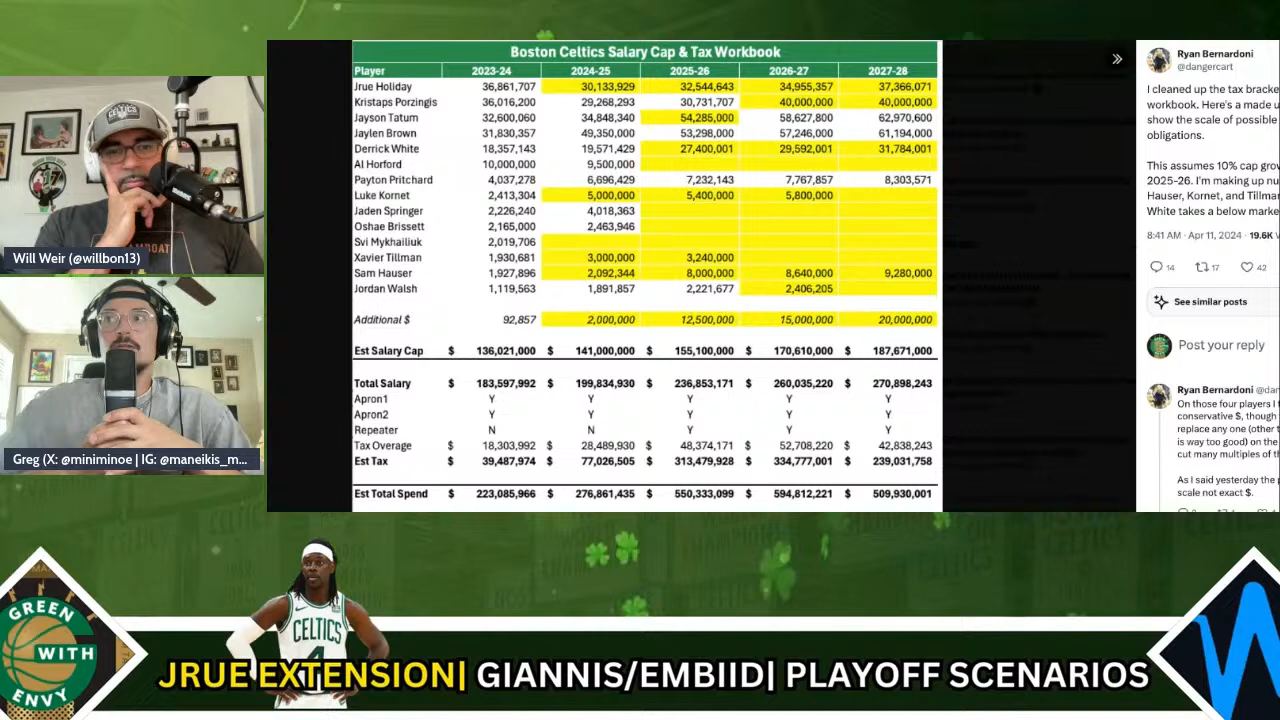 Boston Celtics Salary Cap & Tax Workbook
Player 2023-24 2024-25 2025-26 2026-27 2027-28
Jrue Holiday 36,861,707 30,133,929 32,544,643 34,955,357 37,366,071
Kristaps Porzingis 36,016,200 29,268,293 30,731,707 40,000,000 40,000,000
Jayson Tatum 32,600,060 34,848,340 54,285,000 58,627,800 62,970,600
Jaylen Brown 31,830,357 49,350,000 53,298,000 57,246,000 61,194,000
Derrick White 18,357,143 19,571,429 27,400,001 29,592,001 31,784,001
Al Horford 10,000,000 9,500,000
Payton Pritchard 4,037,278 6,696,429 7,232,143 7,767,857 8,303,571
Luke Kornet 2,413,304 5,000,000 5,400,000 5,800,000
Jaden Springer 2,226,240 4,018,363
Oshae Brissett 2,165,000 2,463,946
Svi Mykhailiuk 2,019,706
Xavier Tillman 1,930,681 3,000,000 3,240,000
Sam Hauser 1,927,896 2,092,344 8,000,000 8,640,000 9,280,000
Jordan Walsh 1,119,563 1,891,857 2,221,677 2,406,205
Additional $ 92,857 2,000,000 12,500,000 15,000,000 20,000,000
Est Salary Cap $ 136,021,000 $ 141,000,000 $ 155,100,000 $ 170,610,000 $ 187,671,000
Total Salary $ 183,597,992 $ 199,834,930 $ 236,853,171 $ 260,035,220 $ 270,898,243
Apron1 Y Y Y Y Y
Apron2 Y Y Y Y Y
Repeater N N Y Y Y
Tax Overage $ 18,303,992 $ 28,489,930 $ 48,374,171 $ 52,708,220 $ 42,838,243
Est Tax $ 39,487,974 $ 77,026,505 $ 313,479,928 $ 334,777,001 $ 239,031,758
Est Total Spend $ 223,085,966 $ 276,861,435 $ 550,333,099 $ 594,812,221 $ 509,930,001
Ryan Bernardoni
@dangercart
I cleaned up the tax bracke
workbook. Here's a made u
show the scale of possible
obligations.
This assumes 10% cap gro
2025-26. I'm making up nu
Hauser, Kornet, and Tillma
White takes a below marke
8:41 AM · Apr 11, 2024 · 19.6K
14 17 42
See similar posts
Post your reply
Ryan Bernardoni @dan
On those four players I t
conservative $, though
replace any one (other t
is way too good) on the
cut many multiples of th
As I said yesterday the p
scale not exact $.
CELTICS
17
Will Weir (@willbon13)
Greg (X: @miniminoe | IG: @maneikis_m...
GREEN
WITH
ENVY
CELTICS
JRUE EXTENSION| GIANNIS/EMBIID| PLAYOFF SCENARIOS